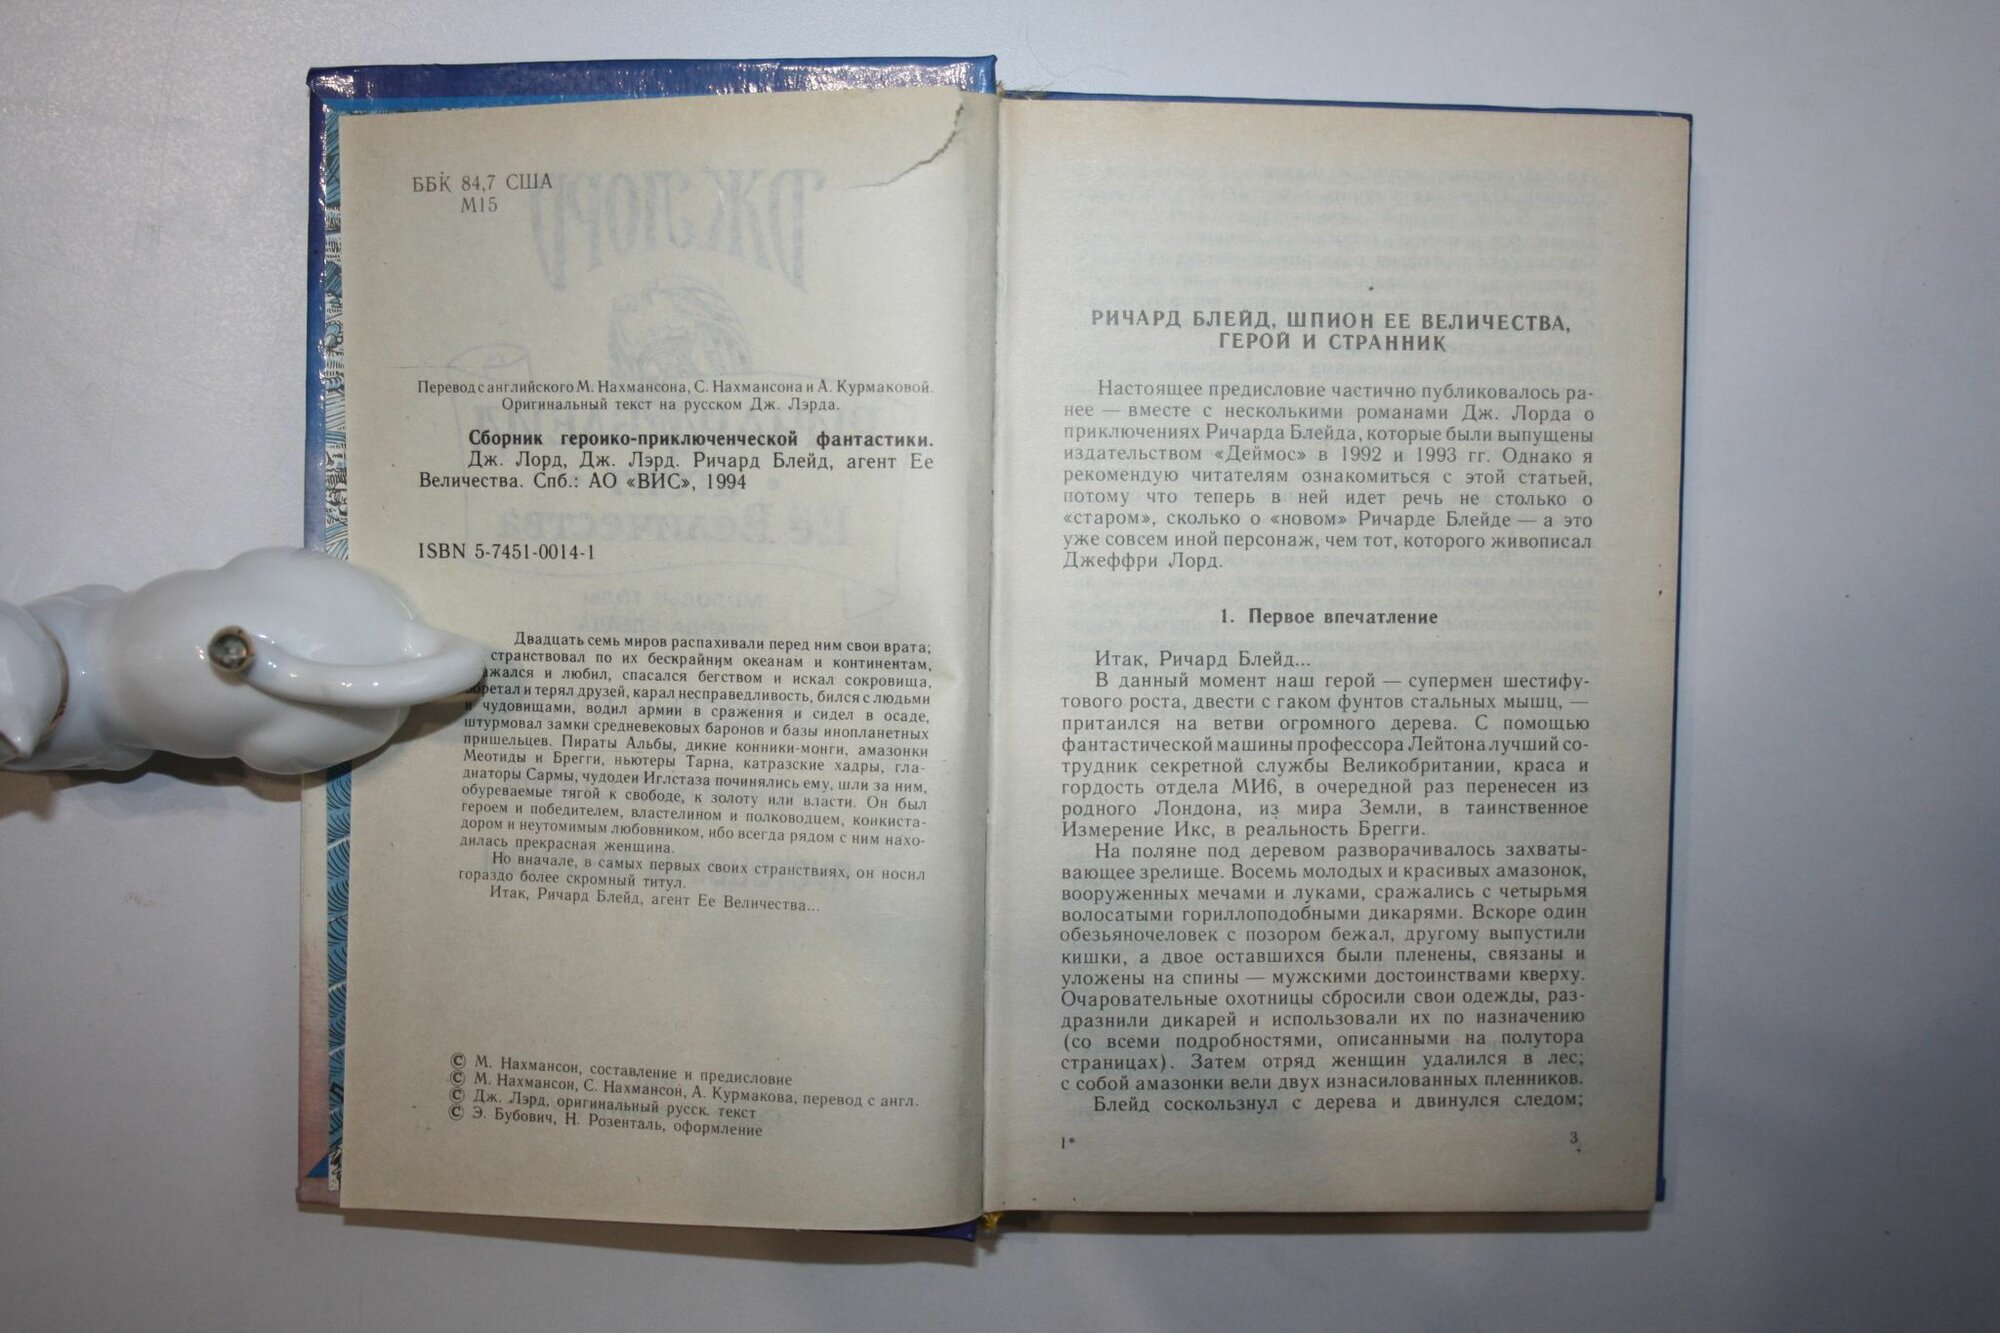 ББК 84,7 США
М15
Перевод с английского М. Нахмансона, С. Нахмансона и А. Курмаковой.
Оригинальный текст на русском Дж. Лэрда.
Сборник героико-приключенческой фантастики.
Дж. Лорд, Дж. Лэрд. Ричард Блейд, агент Ее
Величества. Спб.: АО «ВИС», 1994
ISBN 5-7451-0014-1
Двадцать семь миров распахивали перед ним свои врата;
странствовал по их бескрайним океанам и континентам,
и любил, спасался бегством и искал сокровища,
и терял друзей, карал несправедливость, бился с людьми
чудовищами, водил армии в сражения и сидел в осаде,
штурмовал замки средневековых баронов и базы инопланетных
пришельцев. Пираты Альбы, дикие конники-монги, амазонки
Меотиды и Брегги, ньютеры Тарна, катразские хадры, гла-
диаторы Сармы, чудодеи Иглстаза починялись ему, шли за ним,
обуреваемые тягой к свободе, к золоту или власти. Он был
героем и победителем, властелином и полководцем, конкиста-
дором и неутомимым любовником, ибо всегда рядом с ним нахо-
дилась прекрасная женщина.
Но вначале, в самых первых своих странствиях, он носил
гораздо более скромный титул.
Итак, Ричард Блейд, агент Ее Величества...
© М. Нахмансон, составление и предисловие
© М. Нахмансон, С. Нахмансон, А. Курмакова, перевод с англ.
© Дж. Лэрд, оригинальный русск. текст
© Э. Бубович, Н. Розенталь, оформление
РИЧАРД БЛЕЙД, ШПИОН ЕЕ ВЕЛИЧЕСТВА,
ГЕРОЙ И СТРАННИК
Настоящее предисловие частично публиковалось ра-
нее — вместе с несколькими романами Дж. Лорда о
приключениях Ричарда Блейда, которые были выпущены
издательством «Деймос» в 1992 и 1993 гг. Однако я
рекомендую читателям ознакомиться с этой статьей,
потому что теперь в ней идет речь не столько о
«старом», сколько о «новом» Ричарде Блейде — а это
уже совсем иной персонаж, чем тот, которого живописал
Джеффри Лорд.
1. Первое впечатление
Итак, Ричард Блейд...
В данный момент наш герой — супермен шестифу-
тового роста, двести с гаком фунтов стальных мышц, —
притаился на ветви огромного дерева. С помощью
фантастической машины профессора Лейтона лучший со-
трудник секретной службы Великобритании, краса и
гордость отдела МИ6, в очередной раз перенесен из
родного Лондона, из мира Земли, в таинственное
Измерение Икс, в реальность Брегги.
На поляне под деревом разворачивалось захваты-
вающее зрелище. Восемь молодых и красивых амазонок,
вооруженных мечами и луками, сражались с четырьмя
волосатыми гориллоподобными дикарями. Вскоре один
обезьяночеловек с позором бежал, другому выпустили
кишки, а двое оставшихся были пленены, связаны и
уложены на спины — мужскими достоинствами кверху.
Очаровательные охотницы сбросили свои одежды, раз-
дразнили дикарей и использовали их по назначению
(со всеми подробностями, описанными на полутора
страницах). Затем отряд женщин удалился в лес;
с собой амазонки вели двух изнасилованных пленников.
Блейд соскользнул с дерева и двинулся следом;
1*
3